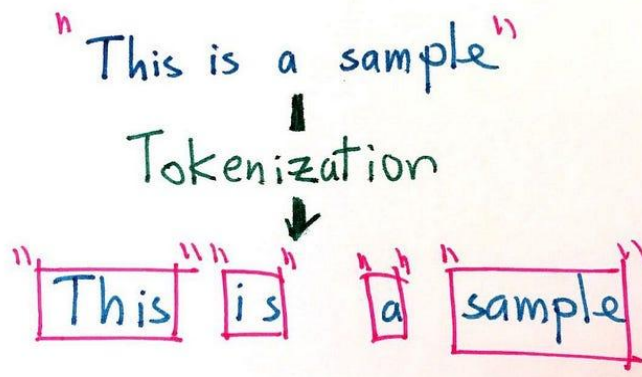 "This is a sample"
Tokenization
"This" "is" "a" "sample"